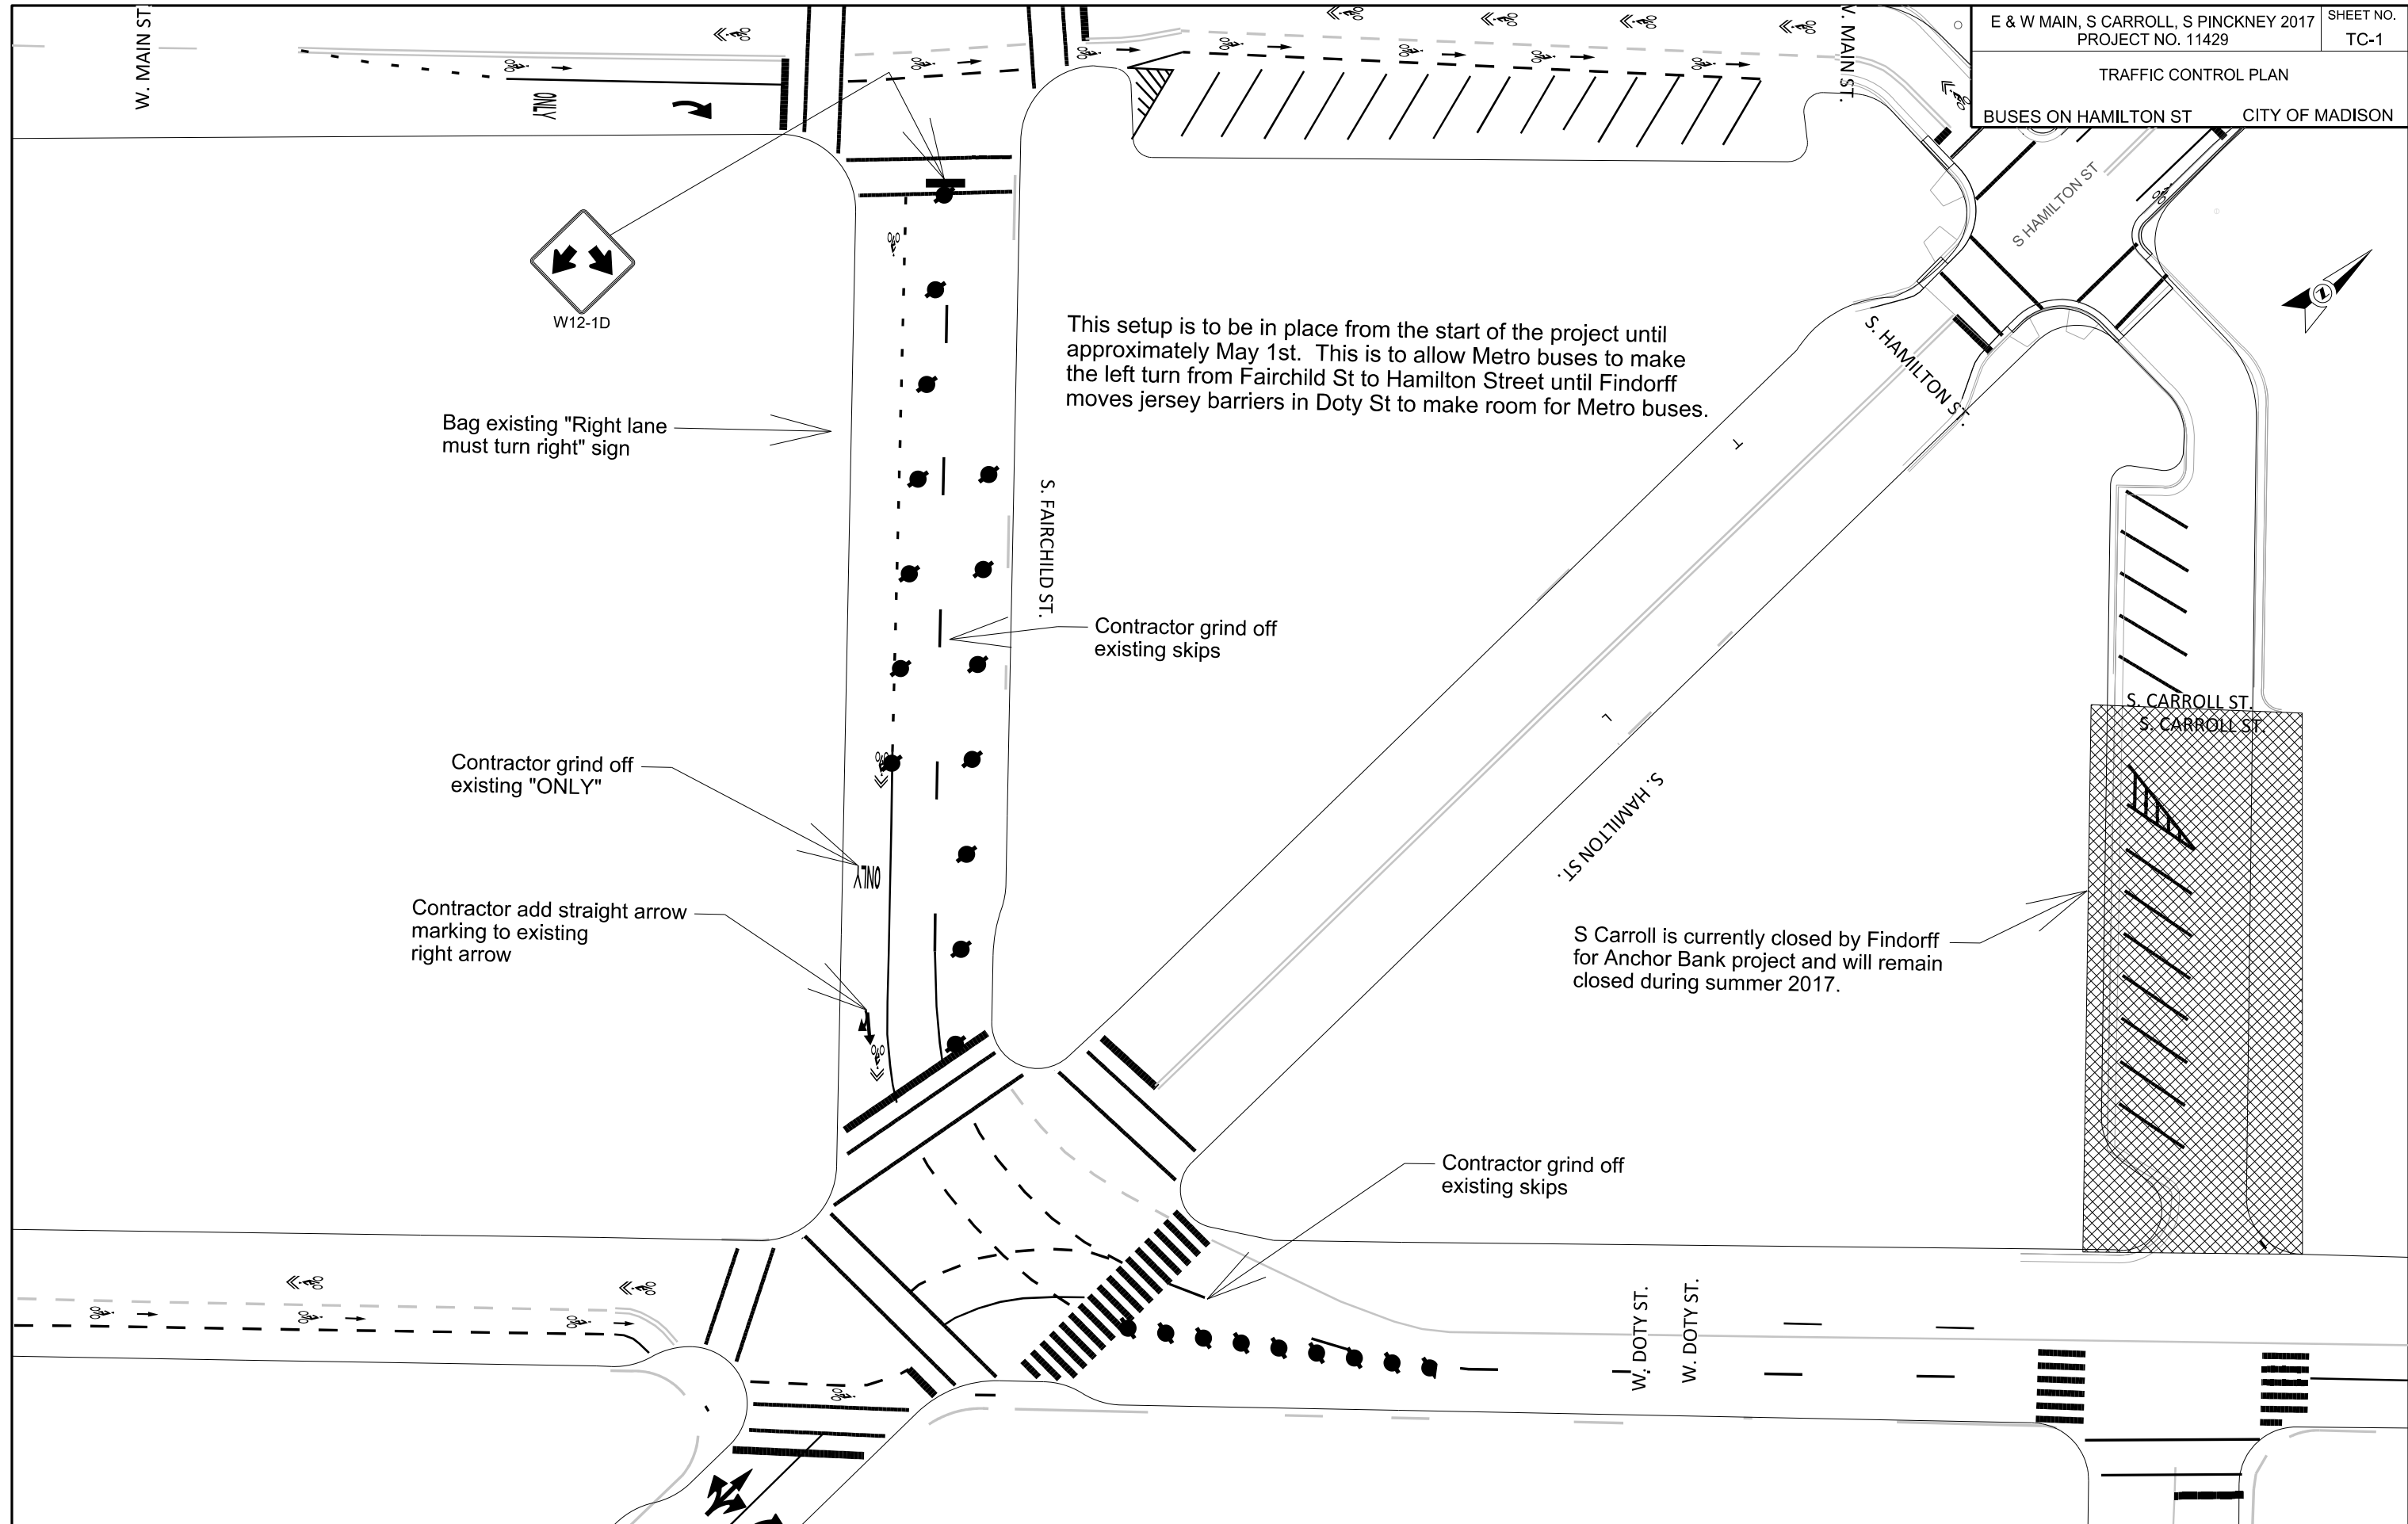 E & W MAIN, S CARROLL, S PINCKNEY 2017
PROJECT NO. 11429
SHEET NO.
TC-1
TRAFFIC CONTROL PLAN
BUSES ON HAMILTON ST
CITY OF MADISON
W. MAIN ST.
W. MAIN ST.
ONLY
S HAMILTON ST
W12-1D
This setup is to be in place from the start of the project until
approximately May 1st. This is to allow Metro buses to make
the left turn from Fairchild St to Hamilton Street until Findorff
moves jersey barriers in Doty St to make room for Metro buses.
S. HAMILTON ST.
Bag existing "Right lane
must turn right" sign
S. FAIRCHILD ST.
Contractor grind off
existing skips
T
L
S. CARROLL ST.
S. CARROLL ST.
Contractor grind off
existing "ONLY"
ONLY
S. HAMILTON ST.
Contractor add straight arrow
marking to existing
right arrow
S Carroll is currently closed by Findorff
for Anchor Bank project and will remain
closed during summer 2017.
Contractor grind off
existing skips
W. DOTY ST.
W. DOTY ST.